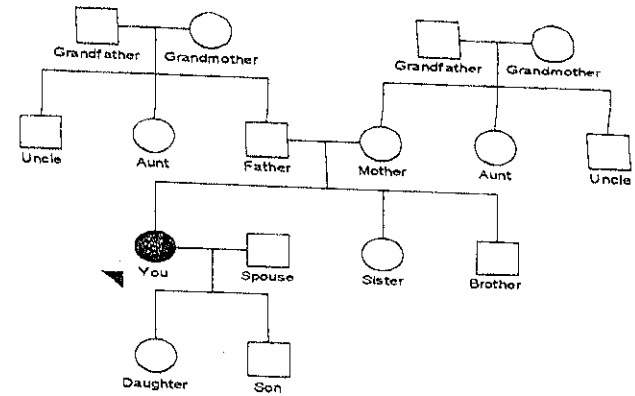 Grandfather Grandmother Grandfather Grandmother
Uncle Aunt Father Mother Aunt Uncle
You Spouse Sister Brother
Daughter Son